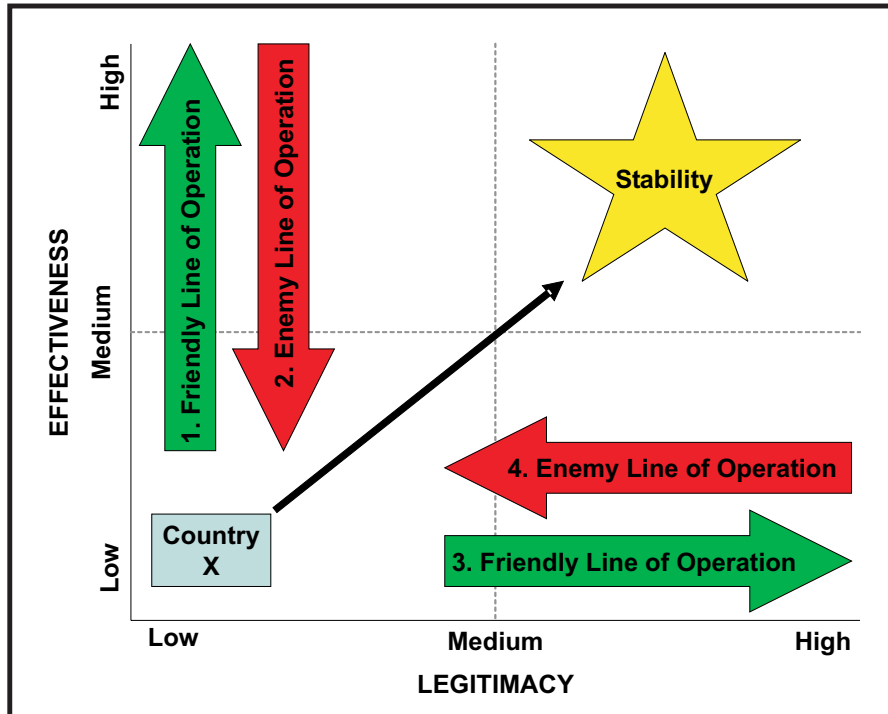 High
Medium
Low
EFFECTIVENESS
1. Friendly Line of Operation
2. Enemy Line of Operation
Stability
4. Enemy Line of Operation
3. Friendly Line of Operation
Country
X
Low
Medium
High
LEGITIMACY